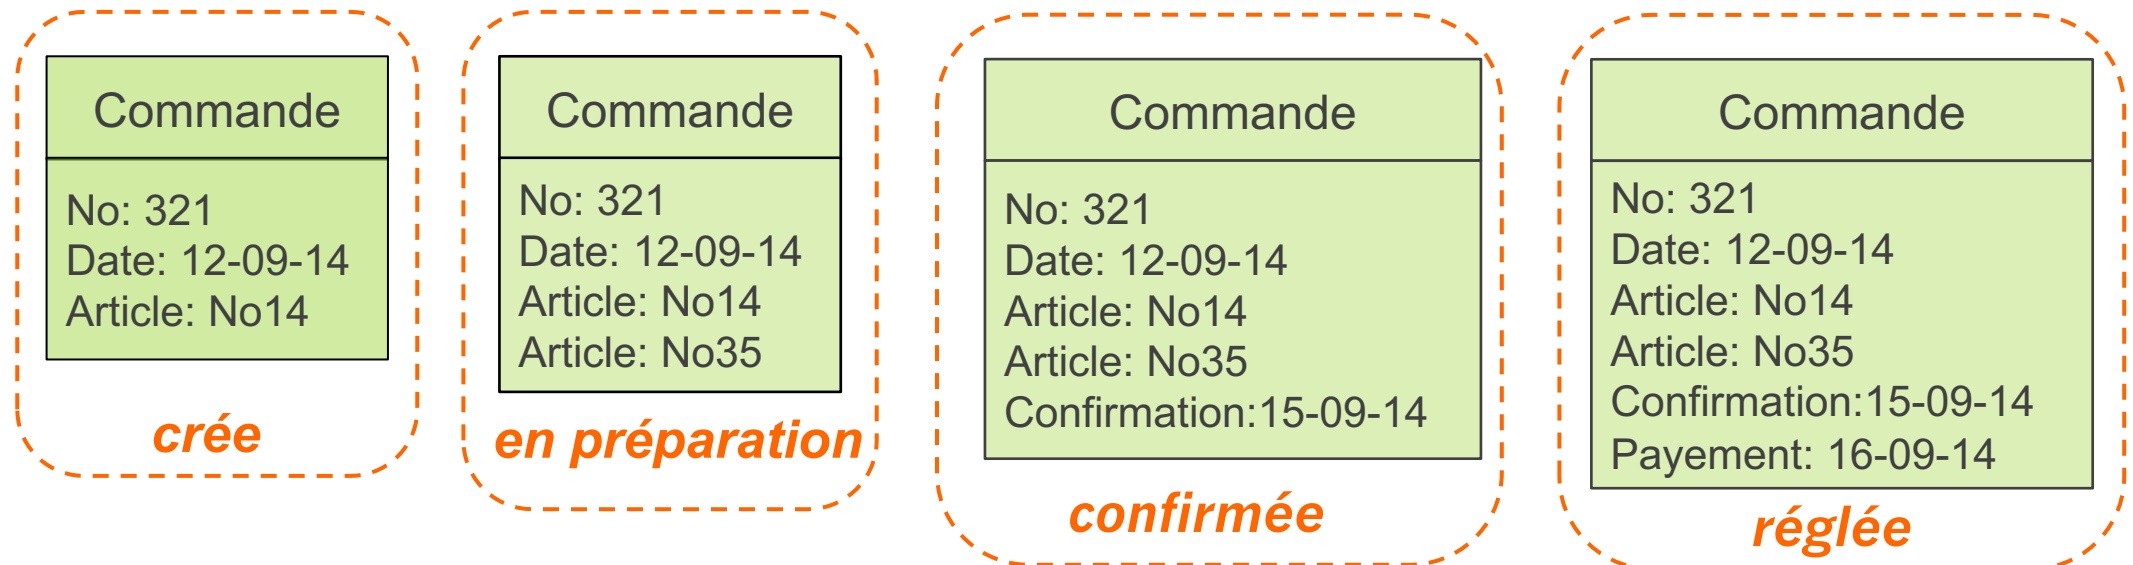 Commande
No: 321
Date: 12-09-14
Article: No14
crée
Commande
No: 321
Date: 12-09-14
Article: No14
Article: No35
en préparation
Commande
No: 321
Date: 12-09-14
Article: No14
Article: No35
Confirmation:15-09-14
confirmée
Commande
No: 321
Date: 12-09-14
Article: No14
Article: No35
Confirmation:15-09-14
Payement: 16-09-14
réglée